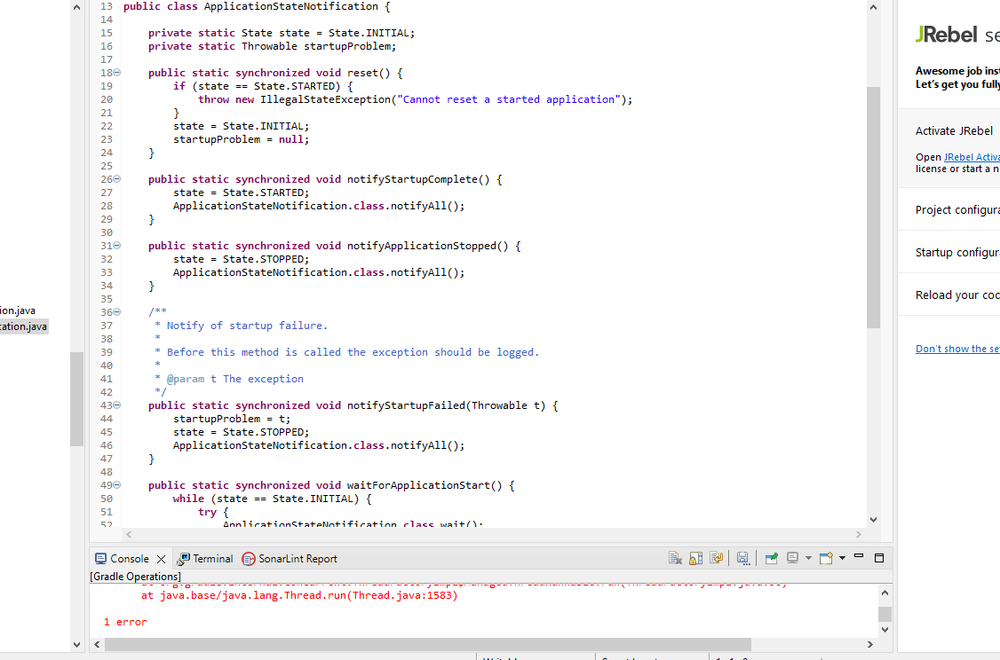 13 public class ApplicationStateNotification {
14
15 private static State state = State.INITIAL;
16 private static Throwable startupProblem;
17
18 public static synchronized void reset() {
19 if (state == State.STARTED) {
20 throw new IllegalStateException("Cannot reset a started application");
21 }
22 state = State.INITIAL;
23 startupProblem = null;
24 }
25
26 public static synchronized void notifyStartupComplete() {
27 state = State.STARTED;
28 ApplicationStateNotification.class.notifyAll();
29 }
30
31 public static synchronized void notifyApplicationStopped() {
32 state = State.STOPPED;
33 ApplicationStateNotification.class.notifyAll();
34 }
35
36 /**
37 * Notify of startup failure.
38 *
39 * Before this method is called the exception should be logged.
40 *
41 * @param t The exception
42 */
43 public static synchronized void notifyStartupFailed(Throwable t) {
44 startupProblem = t;
45 state = State.STOPPED;
46 ApplicationStateNotification.class.notifyAll();
47 }
48
49 public static synchronized void waitForApplicationStart() {
50 while (state == State.INITIAL) {
51 try {
52 ApplicationStateNotification.class.wait();
ion.java
cation.java
JRebel se
Awesome job inst
Let's get you fully
Activate JRebel
Open JRebel Activa
license or start a n
Project configura
Startup configur
Reload your coc
Don't show the se
Console Terminal SonarLint Report
[Gradle Operations]
at java.base/java.lang.Thread.run(Thread.java:1583)
1 error